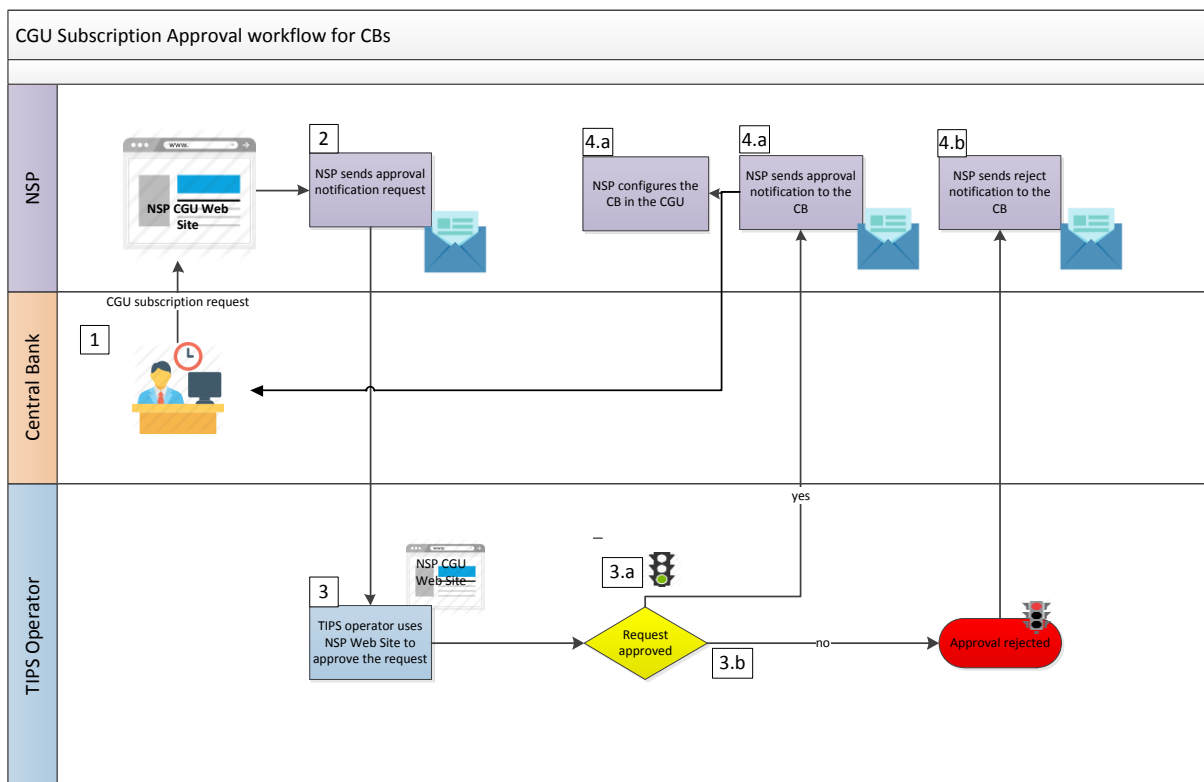 CGU Subscription Approval workflow for CBs
NSP
www.
NSP CGU Web
Site
2
NSP sends approval
notification request
4.a
NSP configures the
CB in the CGU
4.a
NSP sends approval
notification to the
CB
4.b
NSP sends reject
notification to the
CB
Central Bank
CGU subscription request
1
TIPS Operator
yes
www.
NSP CGU
Web Site
3
TIPS operator uses
NSP Web Site to
approve the request
–
3.a
Request
approved
3.b
no
Approval rejected